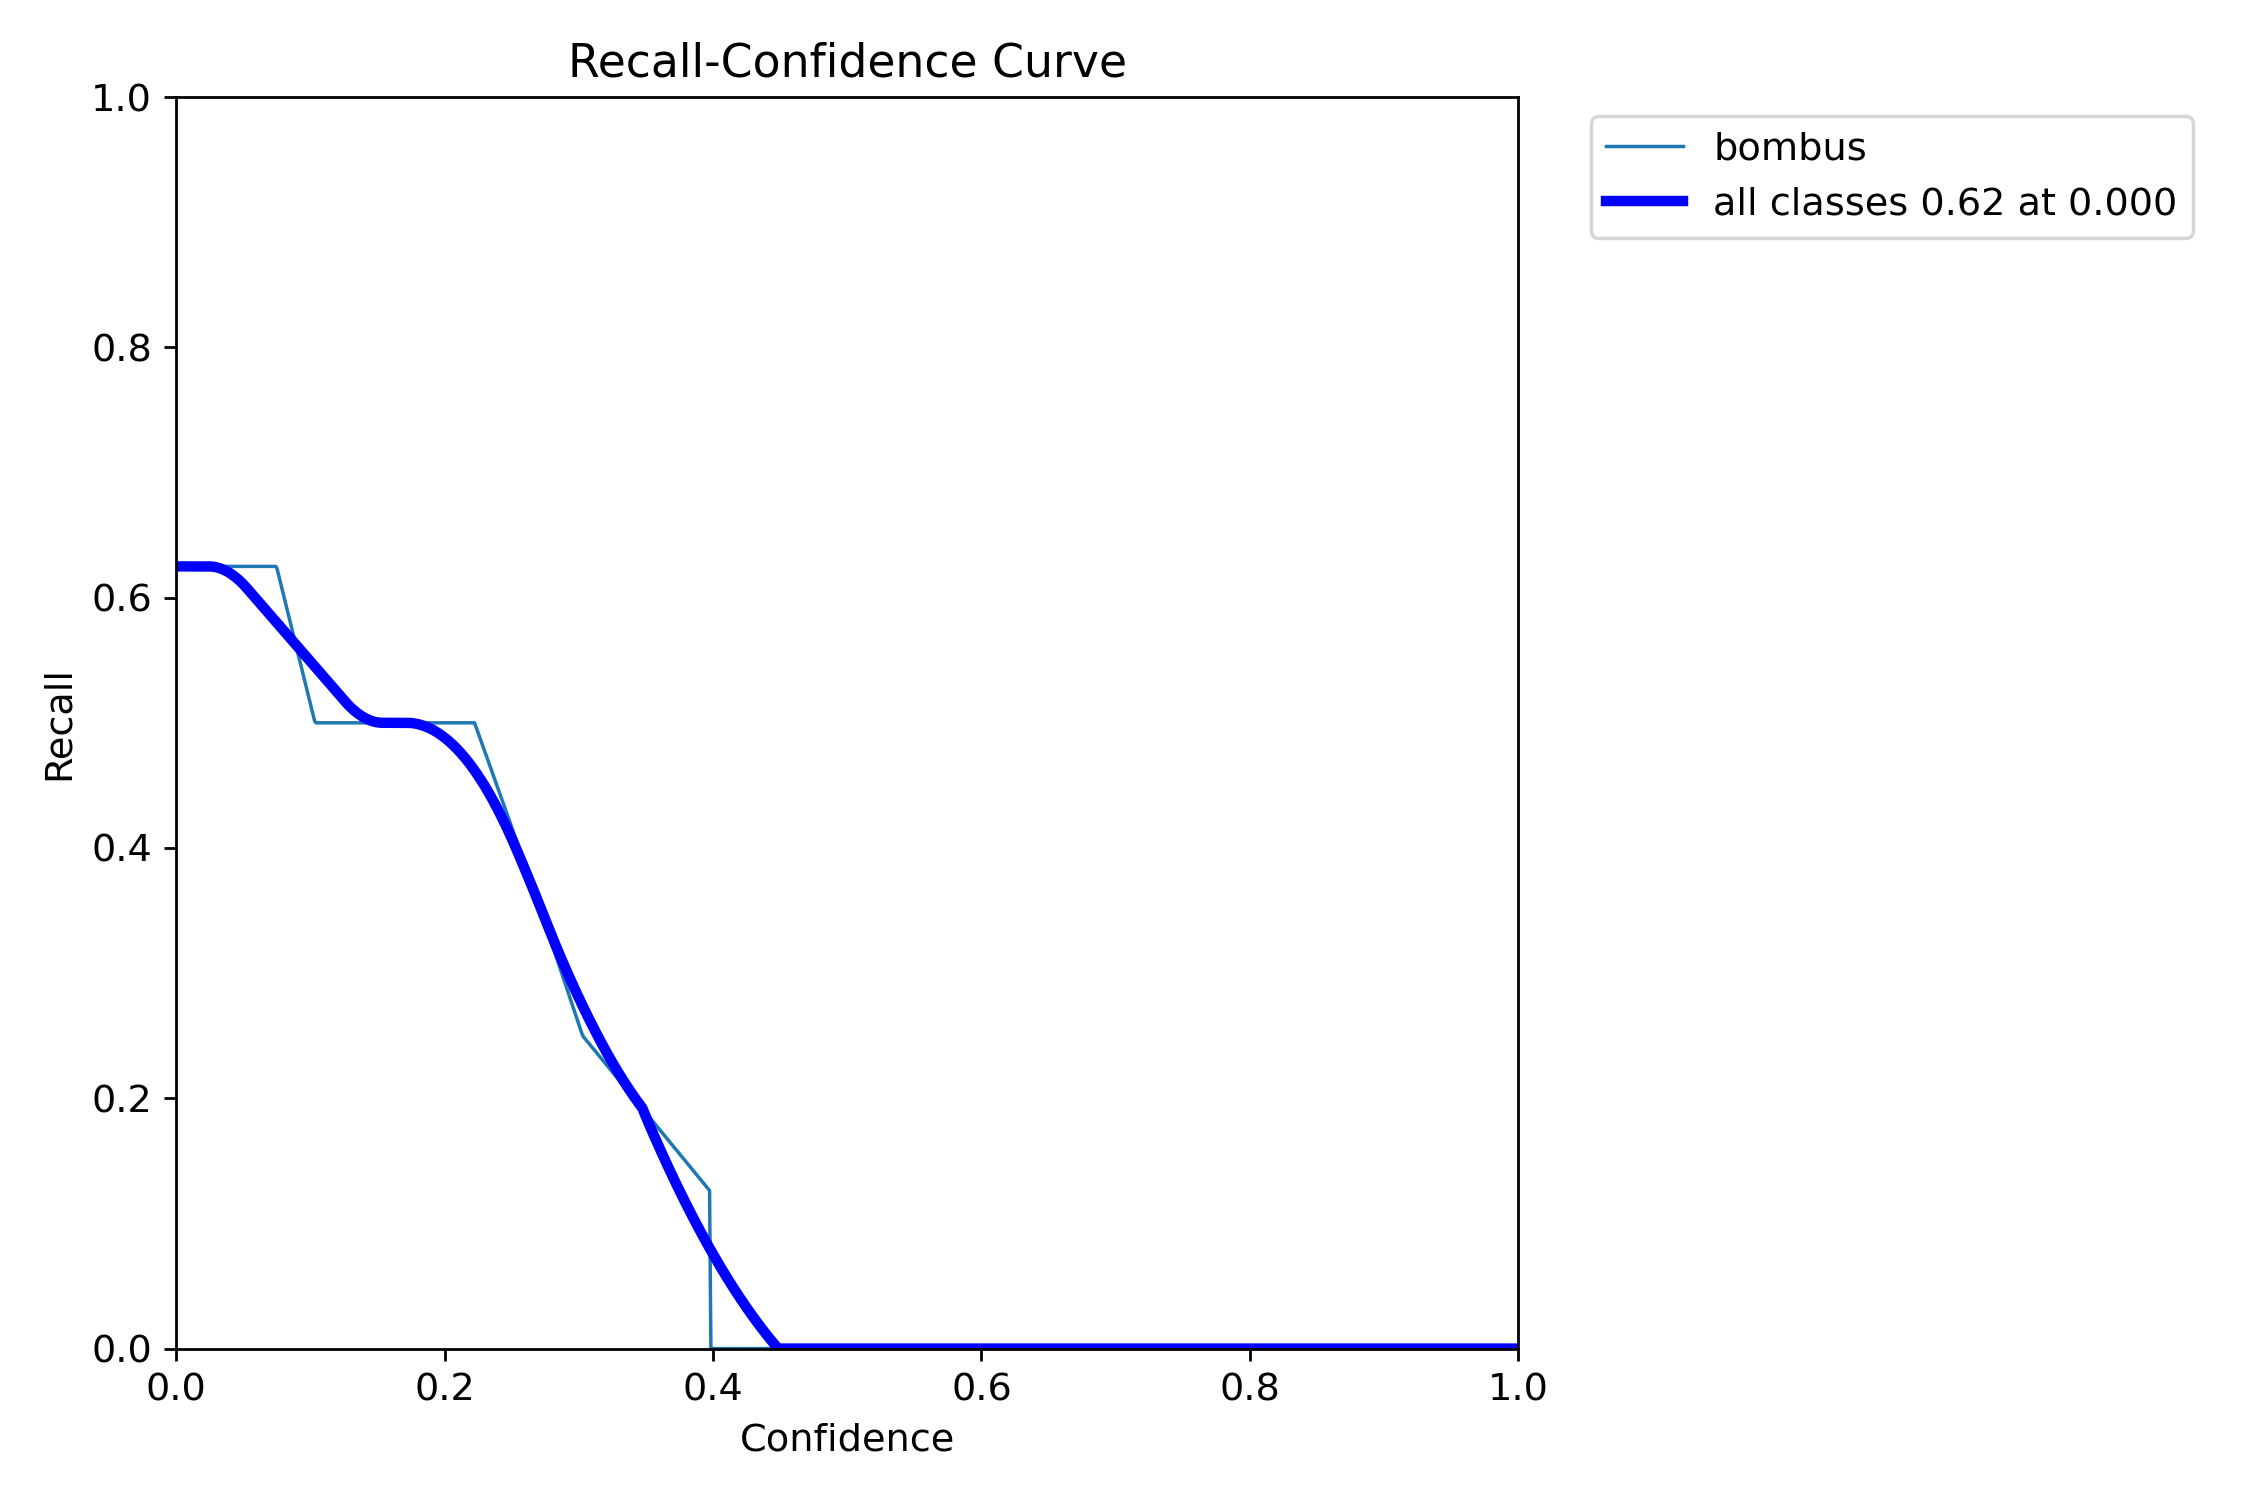 Recall-Confidence Curve
1.0
0.8
0.6
0.4
0.2
0.0
Recall
0.0 0.2 0.4 0.6 0.8 1.0
Confidence
bombus
all classes 0.62 at 0.000